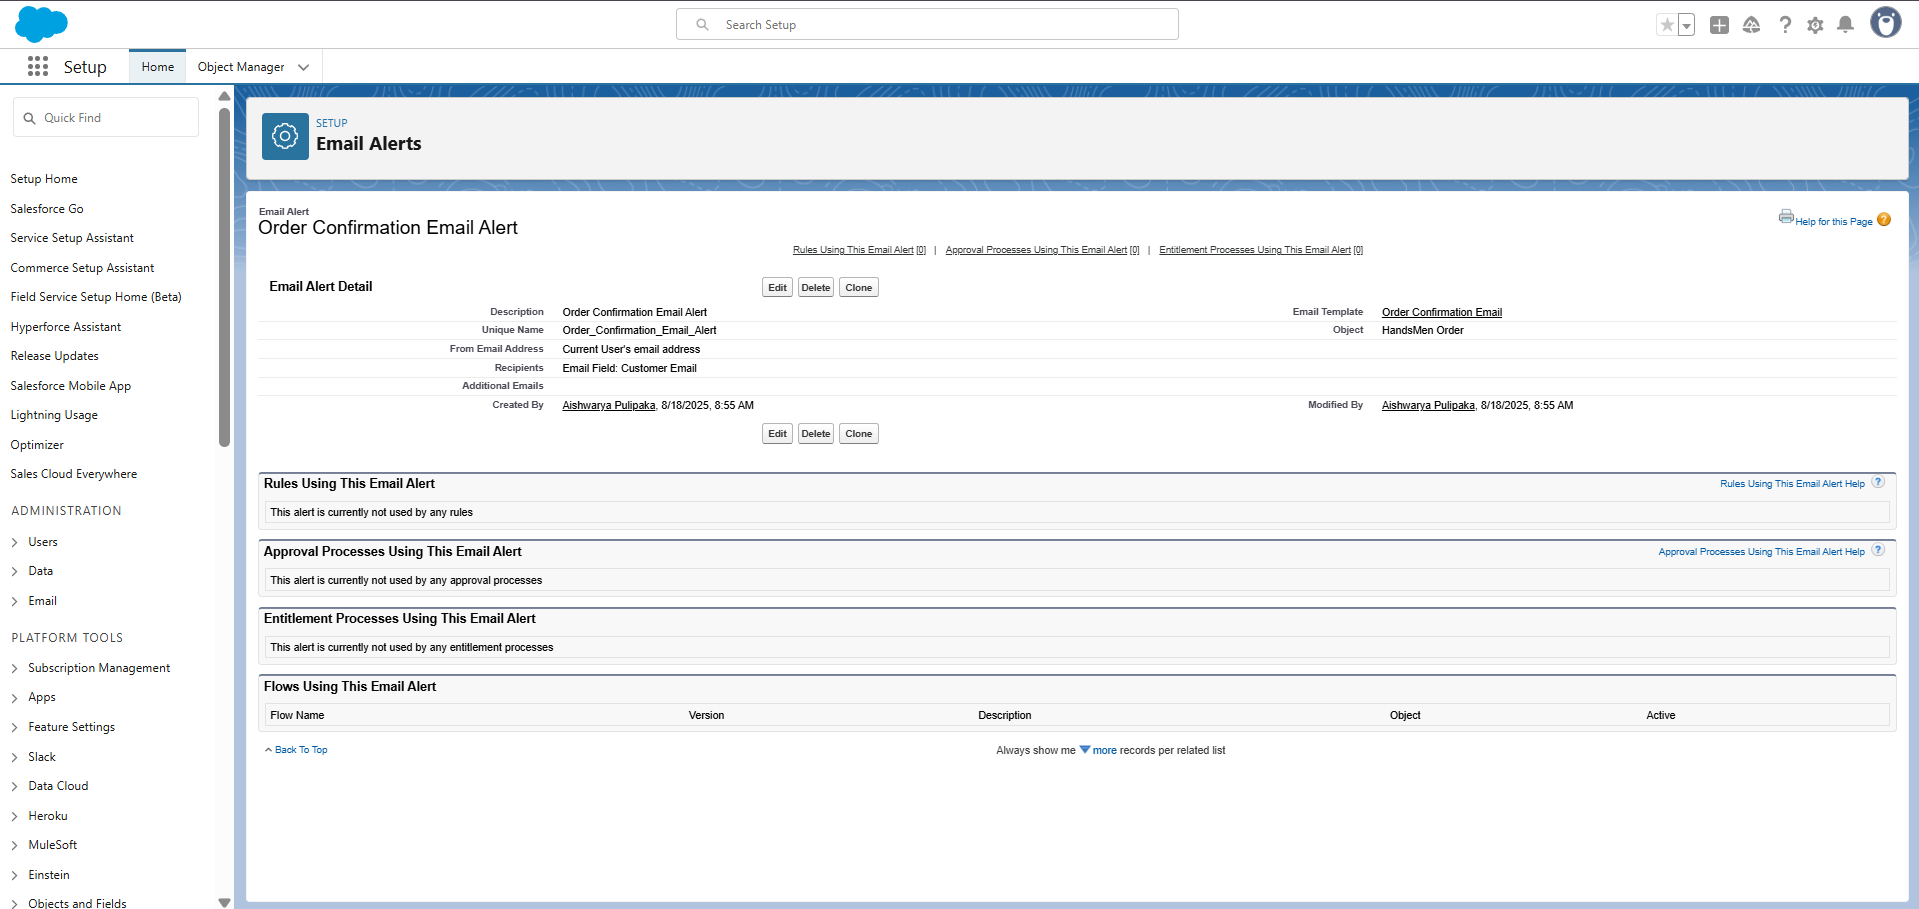 Search Setup
Setup
Home
Object Manager
Quick Find
Setup Home
Salesforce Go
Service Setup Assistant
Commerce Setup Assistant
Field Service Setup Home (Beta)
Hyperforce Assistant
Release Updates
Salesforce Mobile App
Lightning Usage
Optimizer
Sales Cloud Everywhere
ADMINISTRATION
Users
Data
Email
PLATFORM TOOLS
Subscription Management
Apps
Feature Settings
Slack
Data Cloud
Heroku
MuleSoft
Einstein
Objects and Fields
SETUP
Email Alerts
Email Alert
Order Confirmation Email Alert
Help for this Page
Rules Using This Email Alert [0] | Approval Processes Using This Email Alert [0] | Entitlement Processes Using This Email Alert [0]
Email Alert Detail
Edit Delete Clone
Description Order Confirmation Email Alert Email Template Order Confirmation Email
Unique Name Order_Confirmation_Email_Alert Object HandsMen Order
From Email Address Current User's email address
Recipients Email Field: Customer Email
Additional Emails
Created By Aishwarya Pulipaka, 8/18/2025, 8:55 AM Modified By Aishwarya Pulipaka, 8/18/2025, 8:55 AM
Edit Delete Clone
Rules Using This Email Alert Rules Using This Email Alert Help ?
This alert is currently not used by any rules
Approval Processes Using This Email Alert Approval Processes Using This Email Alert Help ?
This alert is currently not used by any approval processes
Entitlement Processes Using This Email Alert
This alert is currently not used by any entitlement processes
Flows Using This Email Alert
Flow Name Version Description Object Active
Back To Top Always show me more records per related list